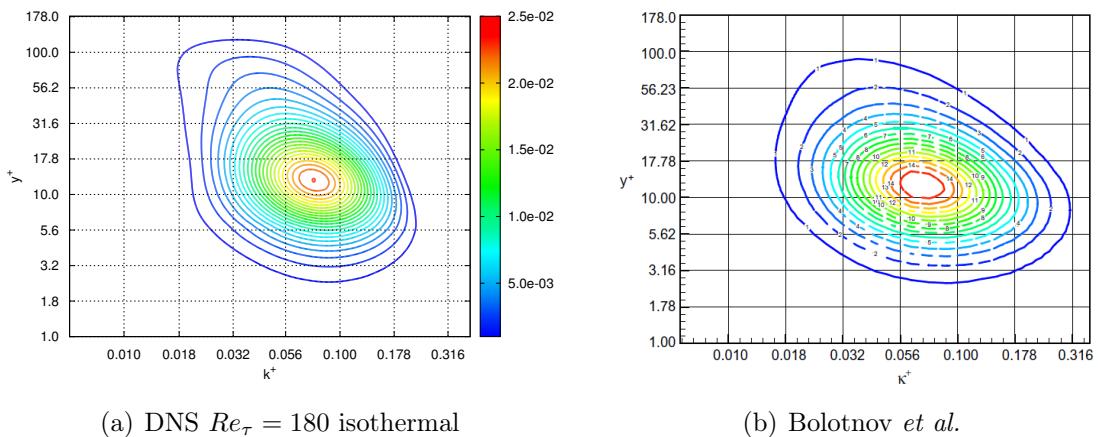 178.0
100.0
56.2
31.6
17.8
10.0
5.6
3.2
1.8
1.0
y+
0.010 0.018 0.032 0.056 0.100 0.178 0.316
κ+
2.5e-02
2.0e-02
1.0e-02
5.0e-03
178.0
100.0
56.23
31.62
17.78
10.00
5.62
3.16
1.78
1.00
y+
0.010 0.018 0.032 0.056 0.100 0.178 0.316
κ+
(a) DNS Reτ = 180 isothermal
(b) Bolotnov et al.